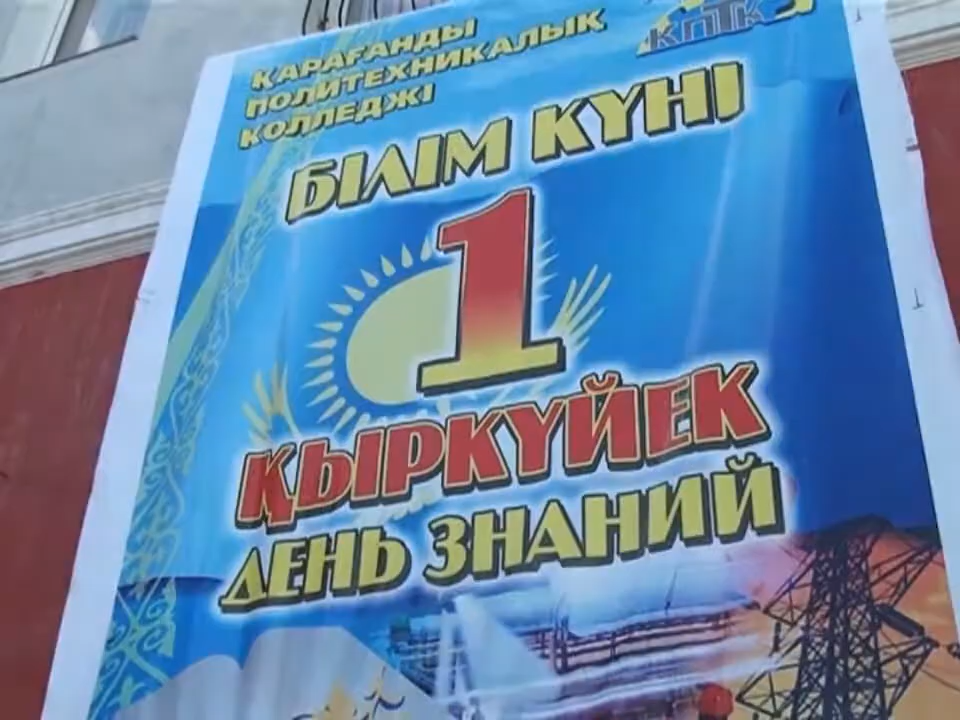 ҚАРАҒАНДЫ
ПОЛИТЕХНИКАЛЫҚ
КОЛЛЕДЖІ
КПТК
БІЛІМ КҮНІ
1
ҚЫРКҮЙЕК
ДЕНЬ ЗНАНИЙ